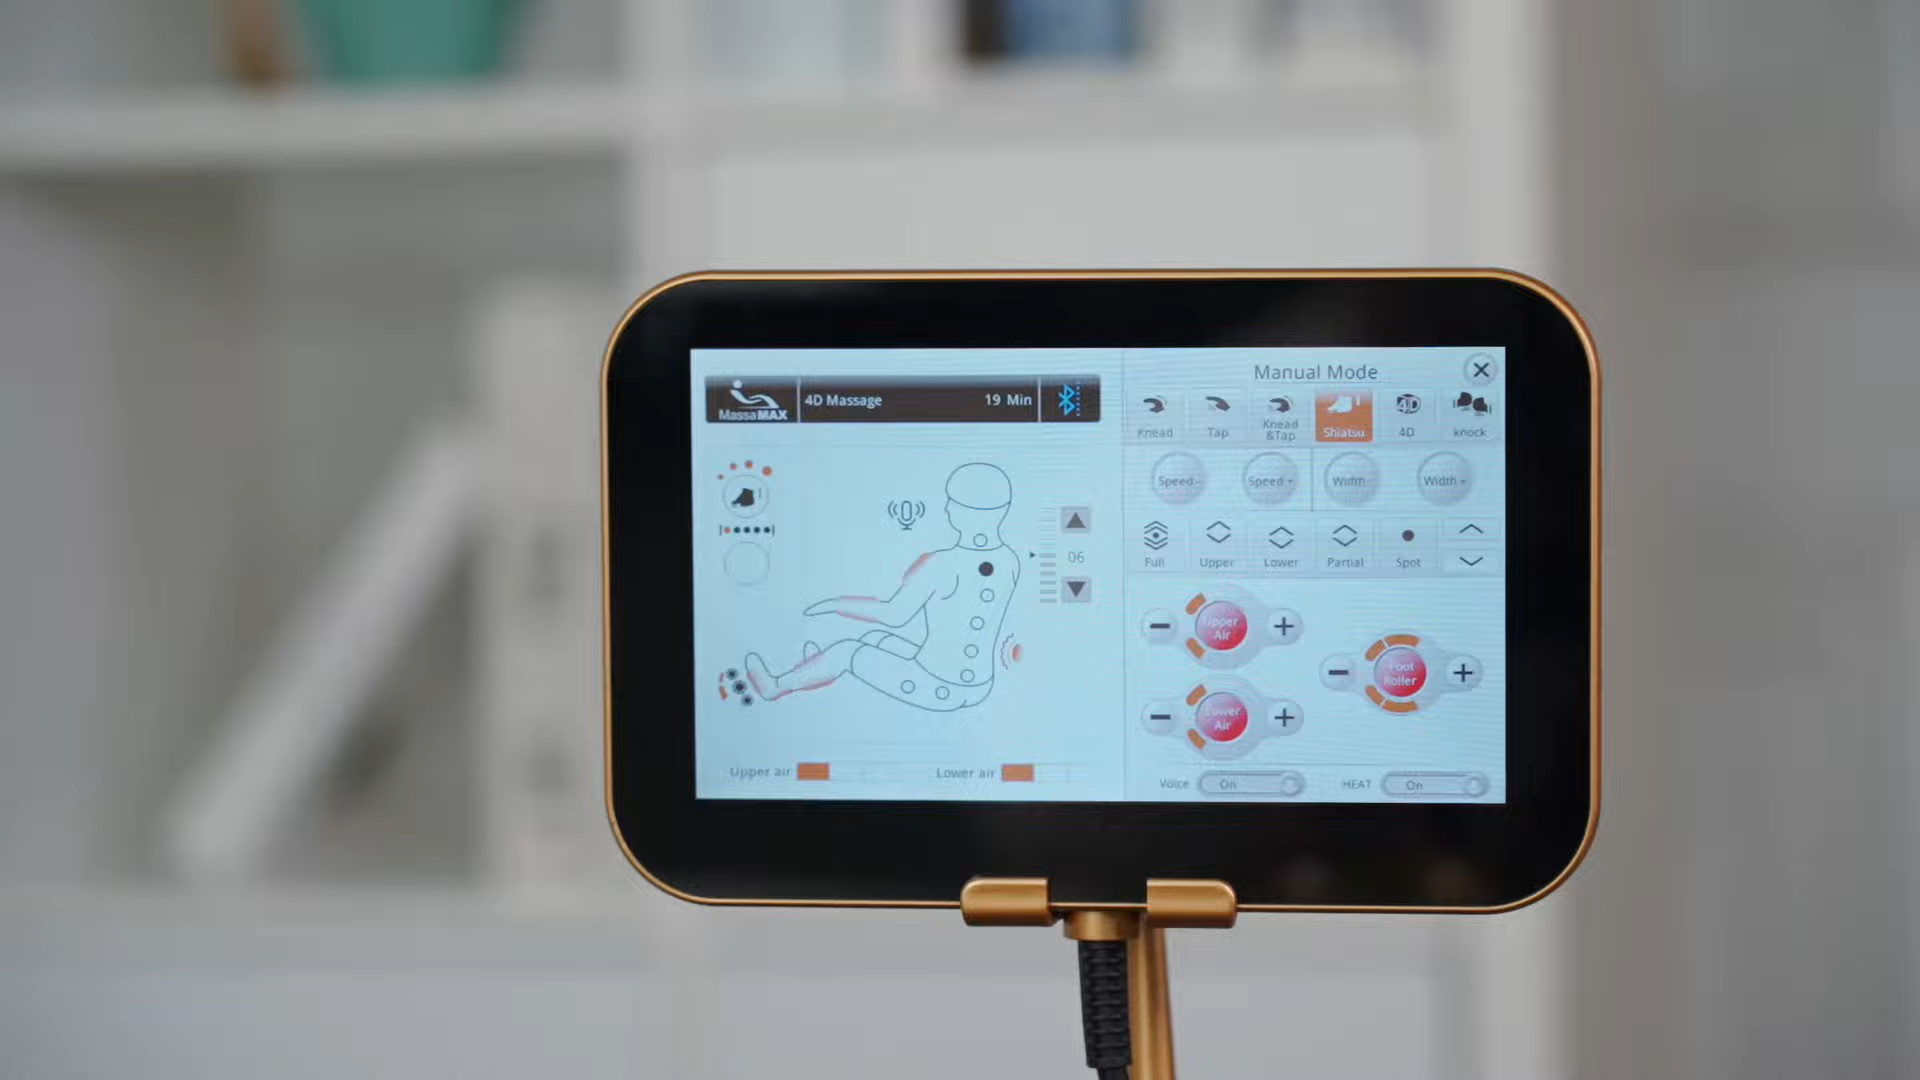 MassaMAX
4D Massage
19 Min
06
Upper air
Lower air
Manual Mode
Knead
Tap
Knead
&Tap
Shiatsu
4D
4D
knock
Speed-
Speed +
Width-
Width +
Full
Upper
Lower
Partial
Spot
Upper
Air
Foot
Roller
Lower
Air
Voice
On
HEAT
On